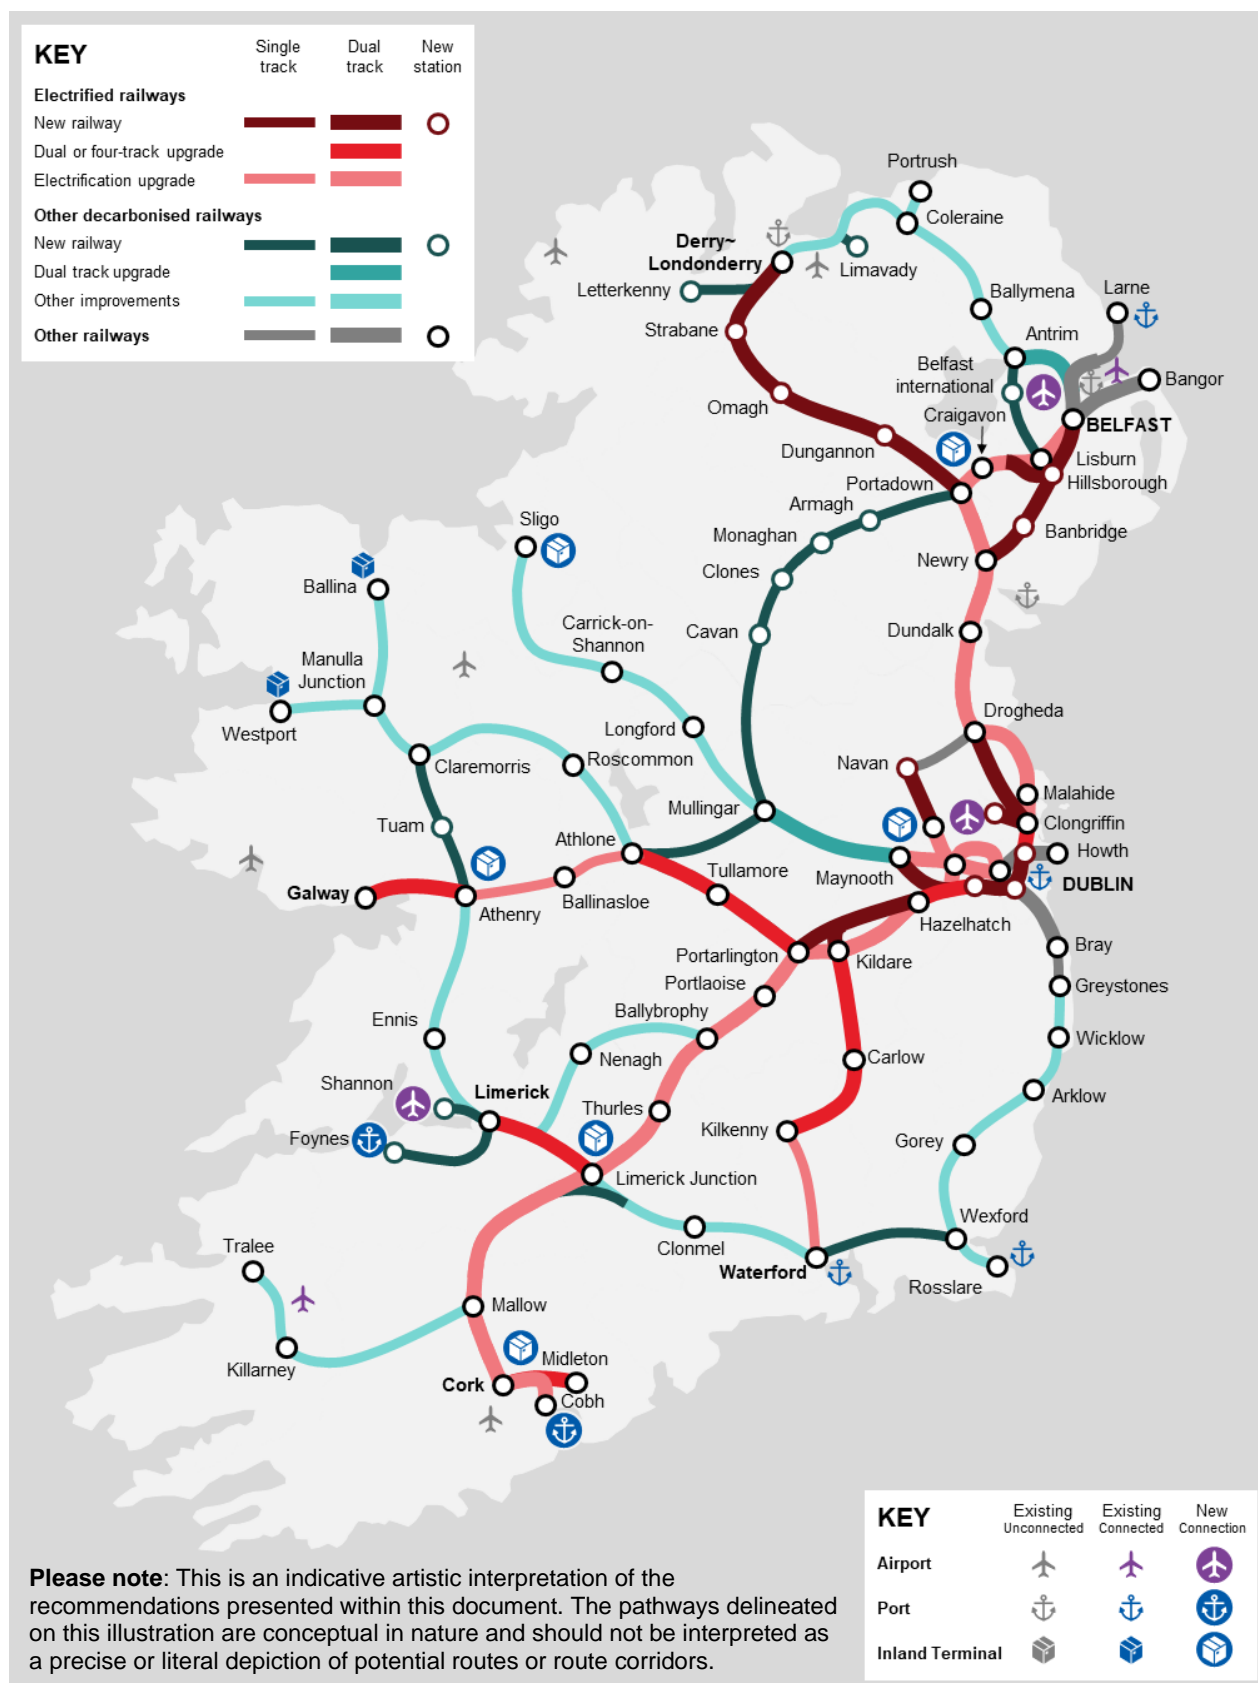 KEY
Single
track
Dual
track
New
station
Electrified railways
New railway
Dual or four-track upgrade
Electrification upgrade
Other decarbonised railways
New railway
Dual track upgrade
Other improvements
Other railways
Portrush
Coleraine
Derry~
Londonderry
Limavady
Letterkenny
Ballymena
Larne
Strabane
Antrim
Belfast
international
Bangor
Omagh
Craigavon
BELFAST
Dungannon
Lisburn
Hillsborough
Portadown
Armagh
Sligo
Monaghan
Banbridge
Newry
Clones
Ballina
Carrick-on-
Shannon
Cavan
Dundalk
Manulla
Junction
Westport
Longford
Drogheda
Claremorris
Roscommon
Navan
Malahide
Mullingar
Clongriffin
Tuam
Athlone
Howth
Tullamore
Maynooth
DUBLIN
Galway
Ballinasloe
Athenry
Hazelhatch
Portarlington
Kildare
Bray
Portlaoise
Greystones
Ballybrophy
Ennis
Wicklow
Nenagh
Carlow
Shannon
Limerick
Arklow
Thurles
Kilkenny
Foynes
Gorey
Limerick Junction
Wexford
Clonmel
Tralee
Waterford
Rosslare
Mallow
Killarney
Midleton
Cork
Cobh
KEY
Existing
Unconnected
Existing
Connected
New
Connection
Airport
Port
Inland Terminal
Please note: This is an indicative artistic interpretation of the
recommendations presented within this document. The pathways delineated
on this illustration are conceptual in nature and should not be interpreted as
a precise or literal depiction of potential routes or route corridors.